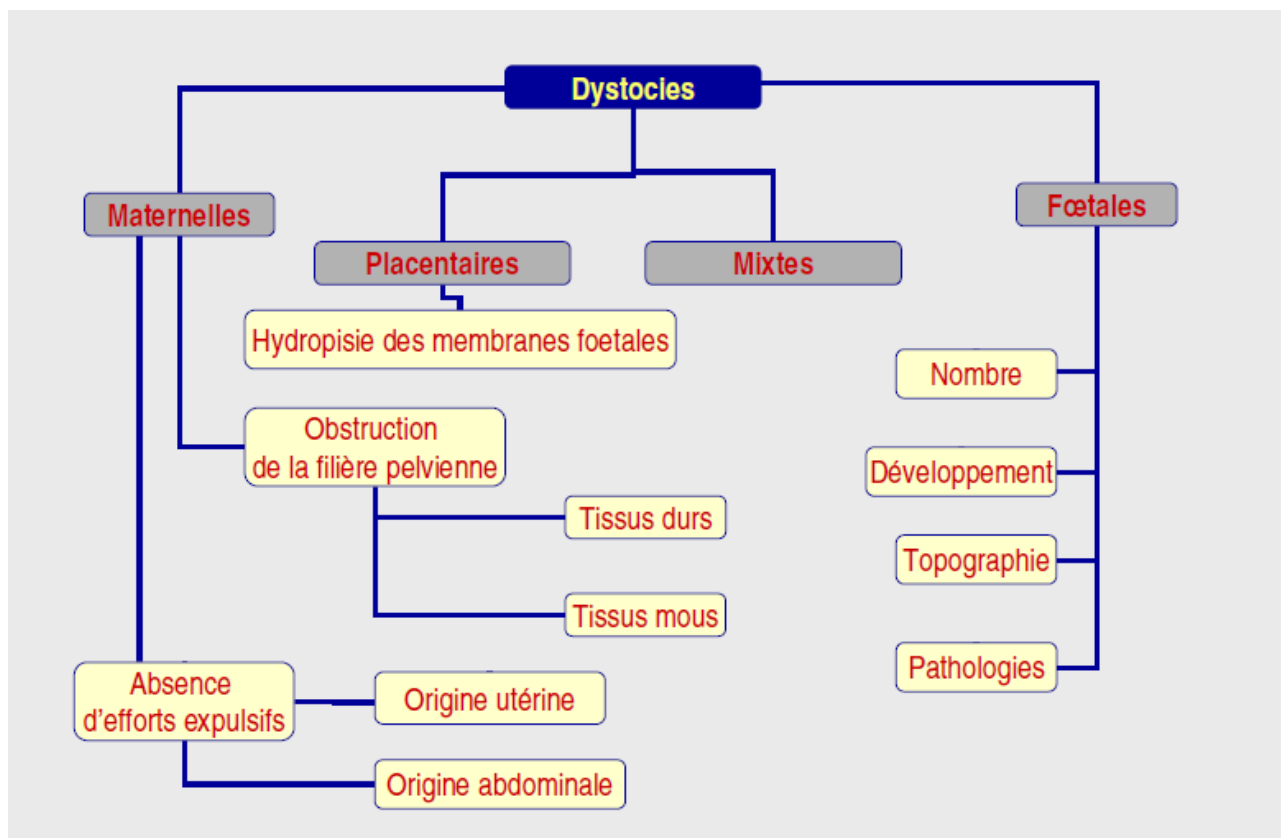 Dystocies
Maternelles
Fœtales
Placentaires
Mixtes
Hydropisie des membranes foetales
Nombre
Obstruction
de la filière pelvienne
Développement
Tissus durs
Topographie
Tissus mous
Pathologies
Absence
d'efforts expulsifs
Origine utérine
Origine abdominale